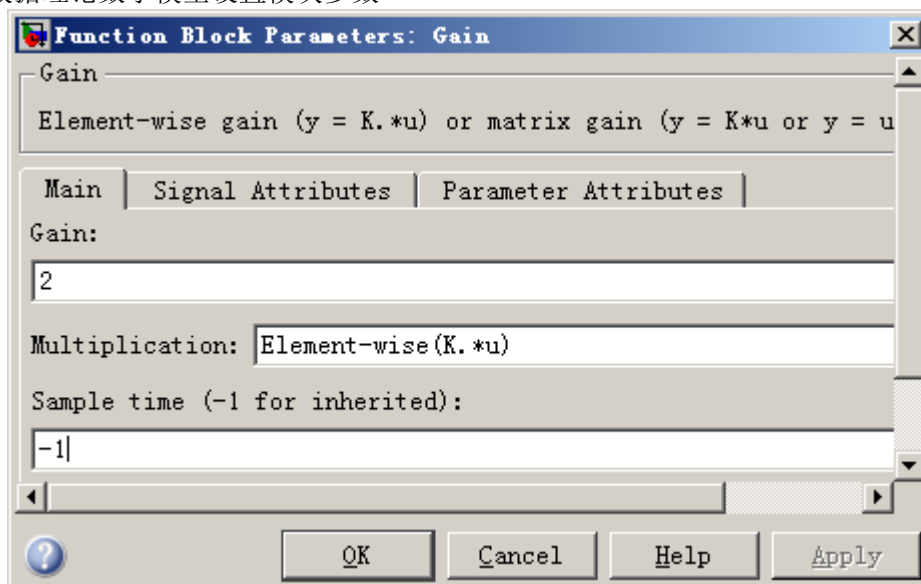 Function Block Parameters: Gain
Gain
Element-wise gain (y = K.*u) or matrix gain (y = K*u or y = u
Main
Signal Attributes
Parameter Attributes
Gain:
2
Multiplication: Element-wise(K.*u)
Sample time (-1 for inherited):
-1
OK
Cancel
Help
Apply